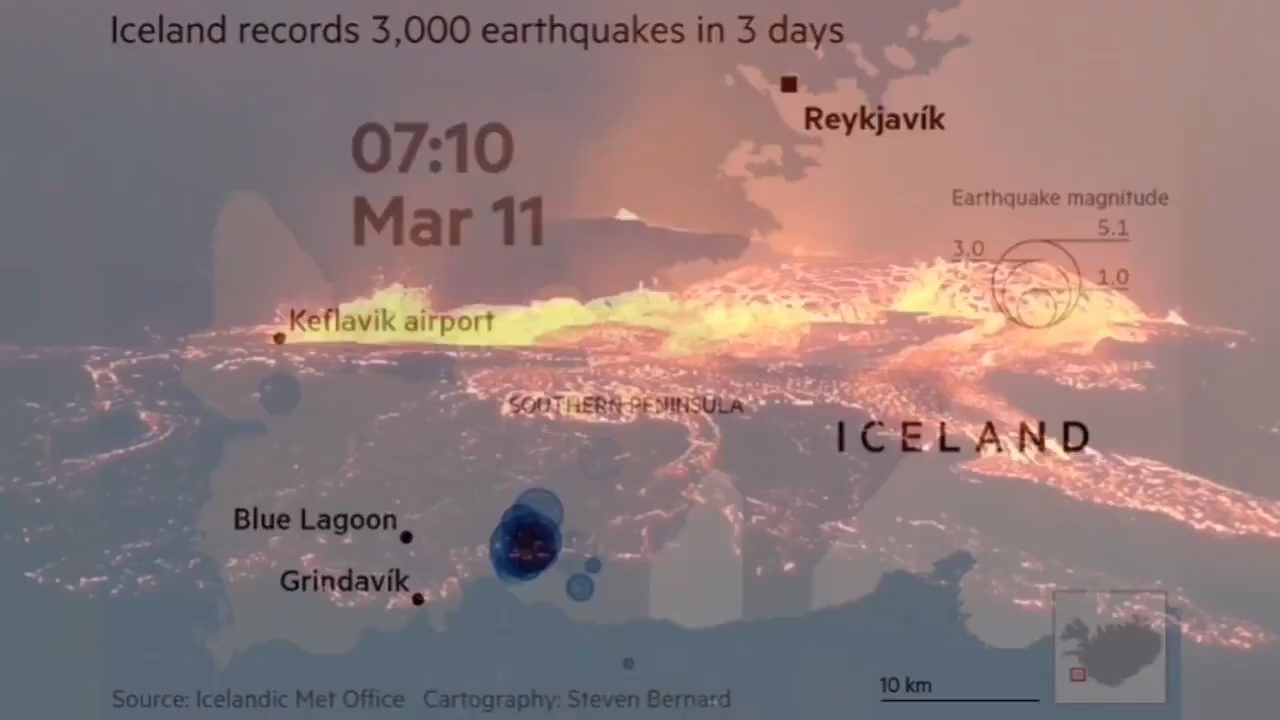 Iceland records 3,000 earthquakes in 3 days
Reykjavík
07:10
Mar 11
Earthquake magnitude
5.1
3.0
1.0
Keflavik airport
SOUTHERN PENINSULA
ICELAND
Blue Lagoon
Grindavík
10 km
Source: Icelandic Met Office Cartography: Steven Bernard